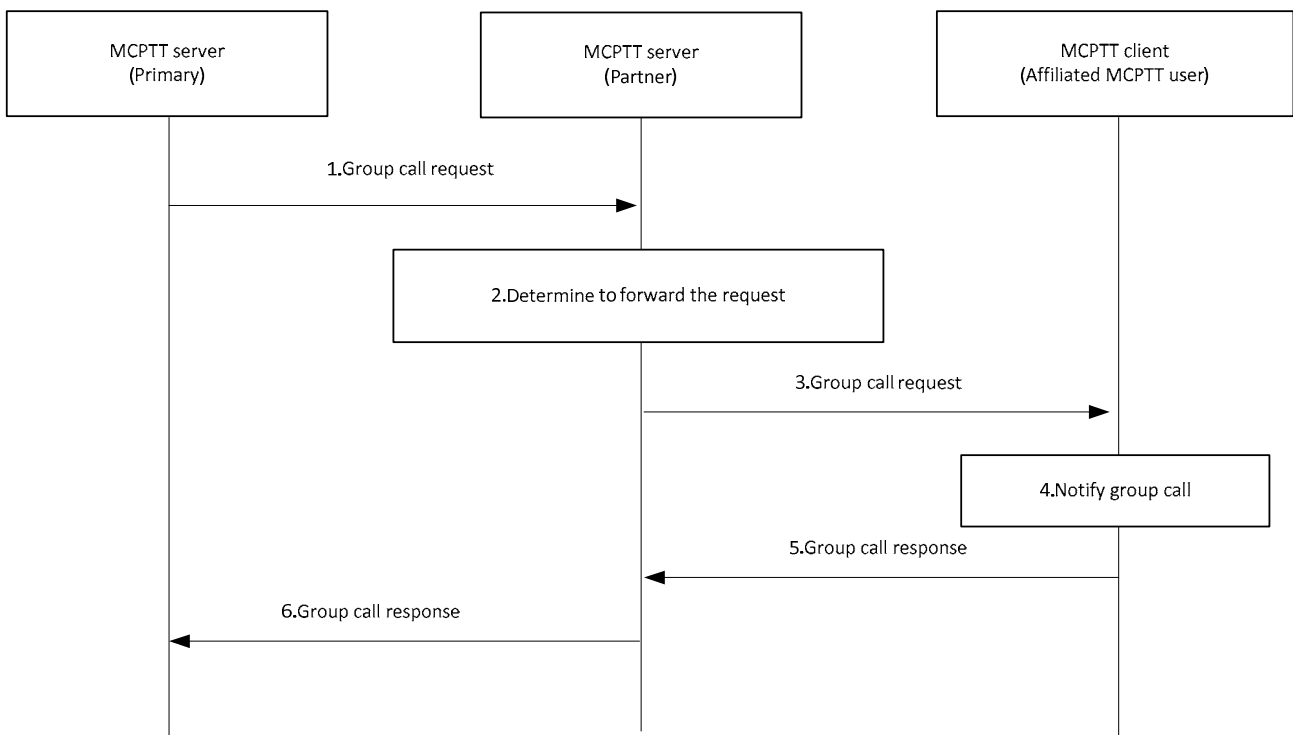 MCPTT server
(Primary)
MCPTT server
(Partner)
MCPTT client
(Affiliated MCPTT user)
1.Group call request
2.Determine to forward the request
3.Group call request
4.Notify group call
5.Group call response
6.Group call response